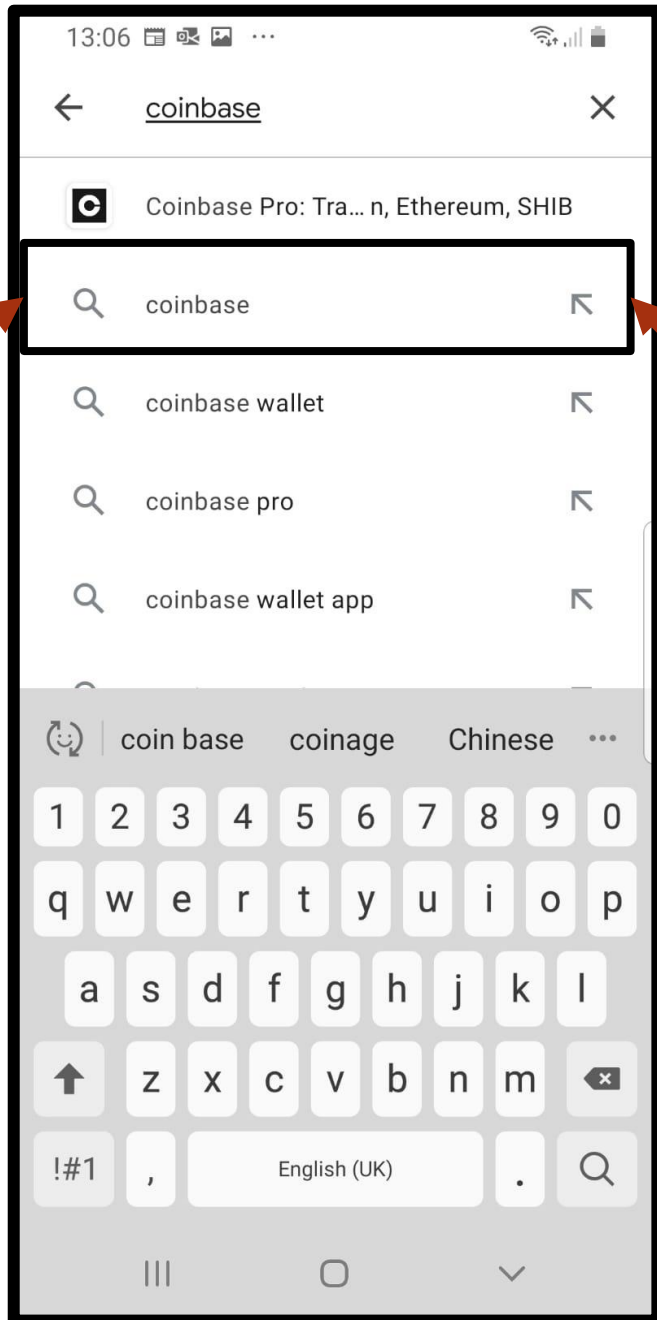 13:06
coinbase
Coinbase Pro: Tra... n, Ethereum, SHIB
coinbase
coinbase wallet
coinbase pro
coinbase wallet app
coin base coinage Chinese
1 2 3 4 5 6 7 8 9 0
q w e r t y u i o p
a s d f g h j k l
z x c v b n m
!#1 , English (UK) .